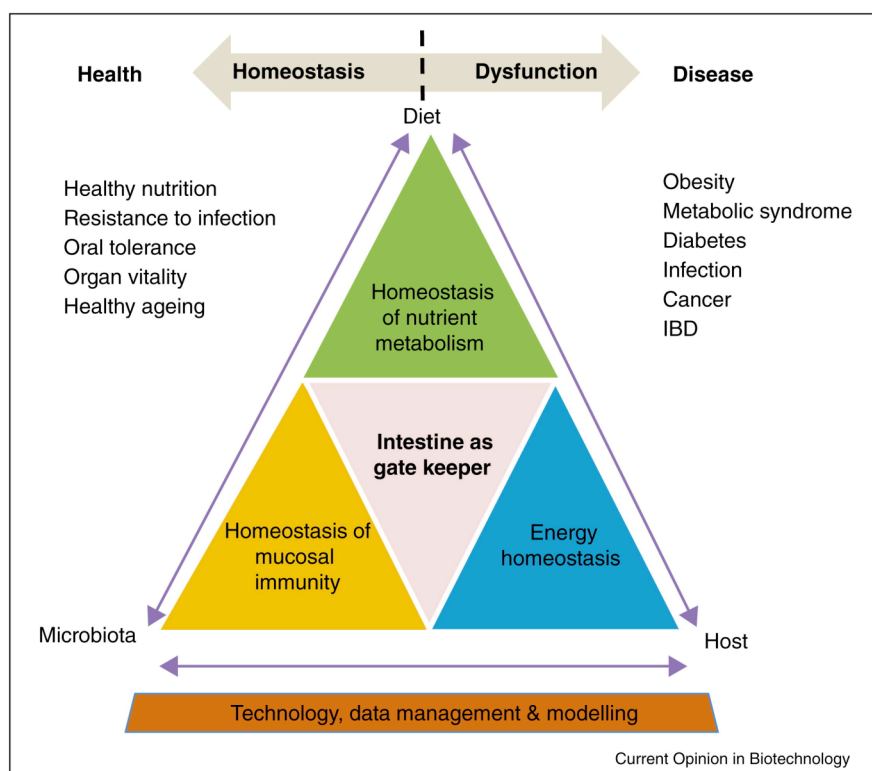 Health
Homeostasis
Dysfunction
Disease
Diet
Healthy nutrition
Resistance to infection
Oral tolerance
Organ vitality
Healthy ageing
Obesity
Metabolic syndrome
Diabetes
Infection
Cancer
IBD
Homeostasis
of nutrient
metabolism
Intestine as
gate keeper
Homeostasis of
mucosal
immunity
Energy
homeostasis
Microbiota
Host
Technology, data management & modelling
Current Opinion in Biotechnology